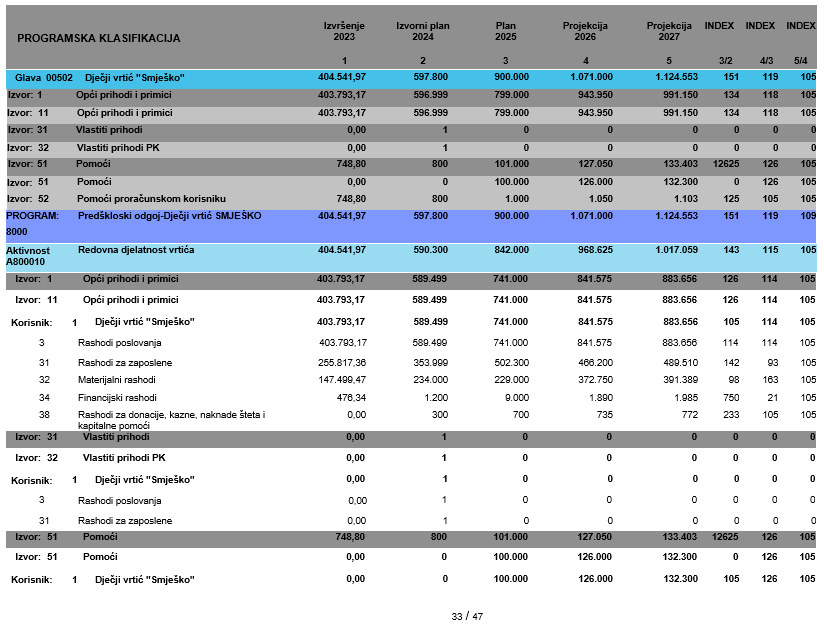 PROGRAMSKA KLASIFIKACIJA Izvršenje 2023 Izvorni plan 2024 Plan 2025 Projekcija 2026 Projekcija 2027 INDEX INDEX INDEX
1 2 3 4 5 3/2 4/3 5/4
Glava 00502 Dječji vrtić "Smješko" 404.541,97 597.800 900.000 1.071.000 1.124.553 151 119 105
Izvor: 1 Opći prihodi i primici 403.793,17 596.999 799.000 943.950 991.150 134 118 105
Izvor: 11 Opći prihodi i primici 403.793,17 596.999 799.000 943.950 991.150 134 118 105
Izvor: 31 Vlastiti prihodi 0,00 1 0 0 0 0 0 0
Izvor: 32 Vlastiti prihodi PK 0,00 1 0 0 0 0 0 0
Izvor: 51 Pomoći 748,80 800 101.000 127.050 133.403 12625 126 105
Izvor: 51 Pomoći 0,00 0 100.000 126.000 132.300 0 126 105
Izvor: 52 Pomoći proračunskom korisniku 748,80 800 1.000 1.050 1.103 125 105 105
PROGRAM: Predškloski odgoj-Dječji vrtić SMJEŠKO 404.541,97 597.800 900.000 1.071.000 1.124.553 151 119 109
8000
Aktivnost Redovna djelatnost vrtića 404.541,97 590.300 842.000 968.625 1.017.059 143 115 105
A800010
Izvor: 1 Opći prihodi i primici 403.793,17 589.499 741.000 841.575 883.656 126 114 105
Izvor: 11 Opći prihodi i primici 403.793,17 589.499 741.000 841.575 883.656 126 114 105
Korisnik: 1 Dječji vrtić "Smješko" 403.793,17 589.499 741.000 841.575 883.656 105 114 105
3 Rashodi poslovanja 403.793,17 589.499 741.000 841.575 883.656 114 114 105
31 Rashodi za zaposlene 255.817,36 353.999 502.300 466.200 489.510 142 93 105
32 Materijalni rashodi 147.499,47 234.000 229.000 372.750 391.389 98 163 105
34 Financijski rashodi 476,34 1.200 9.000 1.890 1.985 750 21 105
38 Rashodi za donacije, kazne, naknade šteta i 0,00 300 700 735 772 233 105 105
kapitalne pomoći
Izvor: 31 Vlastiti prihodi 0,00 1 0 0 0 0 0 0
Izvor: 32 Vlastiti prihodi PK 0,00 1 0 0 0 0 0 0
Korisnik: 1 Dječji vrtić "Smješko" 0,00 1 0 0 0 0 0 0
3 Rashodi poslovanja 0,00 1 0 0 0 0 0 0
31 Rashodi za zaposlene 0,00 1 0 0 0 0 0 0
Izvor: 51 Pomoći 748,80 800 101.000 127.050 133.403 12625 126 105
Izvor: 51 Pomoći 0,00 0 100.000 126.000 132.300 0 126 105
Korisnik: 1 Dječji vrtić "Smješko" 0,00 0 100.000 126.000 132.300 105 126 105
33 / 47